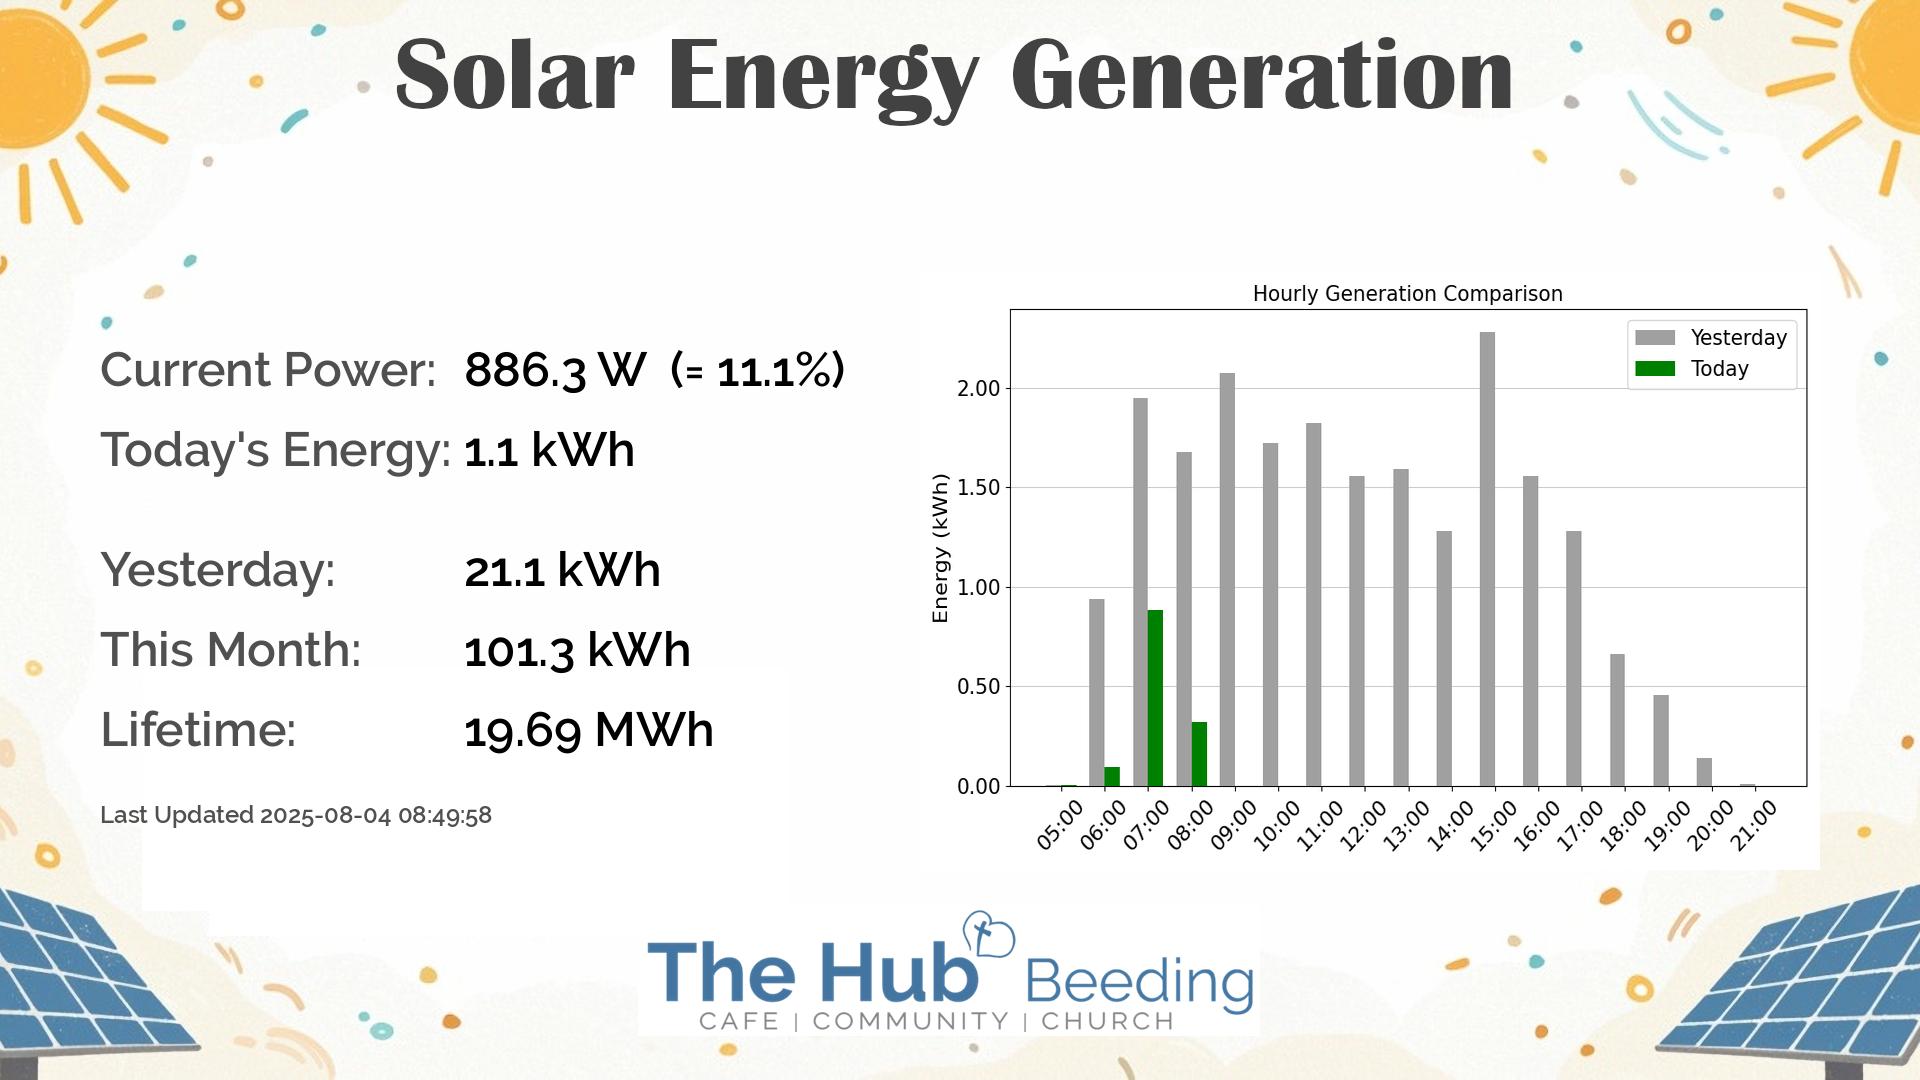 Solar Energy Generation
Current Power: 886.3 W (= 11.1%)
Today's Energy: 1.1 kWh
Yesterday: 21.1 kWh
This Month: 101.3 kWh
Lifetime: 19.69 MWh
Last Updated 2025-08-04 08:49:58
Hourly Generation Comparison
Yesterday
Today
Energy (kWh)
2.00
1.50
1.00
0.50
0.00
05:00 06:00 07:00 08:00 09:00 10:00 11:00 12:00 13:00 14:00 15:00 16:00 17:00 18:00 19:00 20:00 21:00
The Hub Beeding
CAFE | COMMUNITY | CHURCH